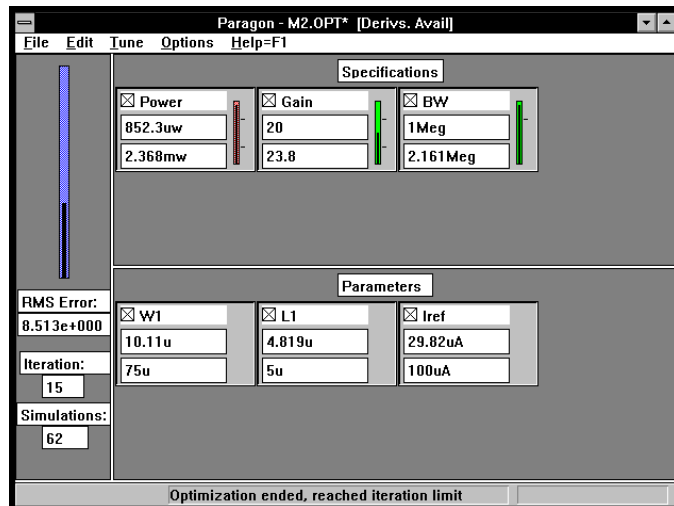 Paragon - M2.OPT* [Derivs. Avail]
File Edit Tune Options Help=F1
Specifications
Power Gain BW
852.3uw 20 1Meg
2.368mw 23.8 2.161Meg
Parameters
RMS Error:
8.513e+000
W1 L1 Iref
10.11u 4.819u 29.82uA
75u 5u 100uA
Iteration:
15
Simulations:
62
Optimization ended, reached iteration limit